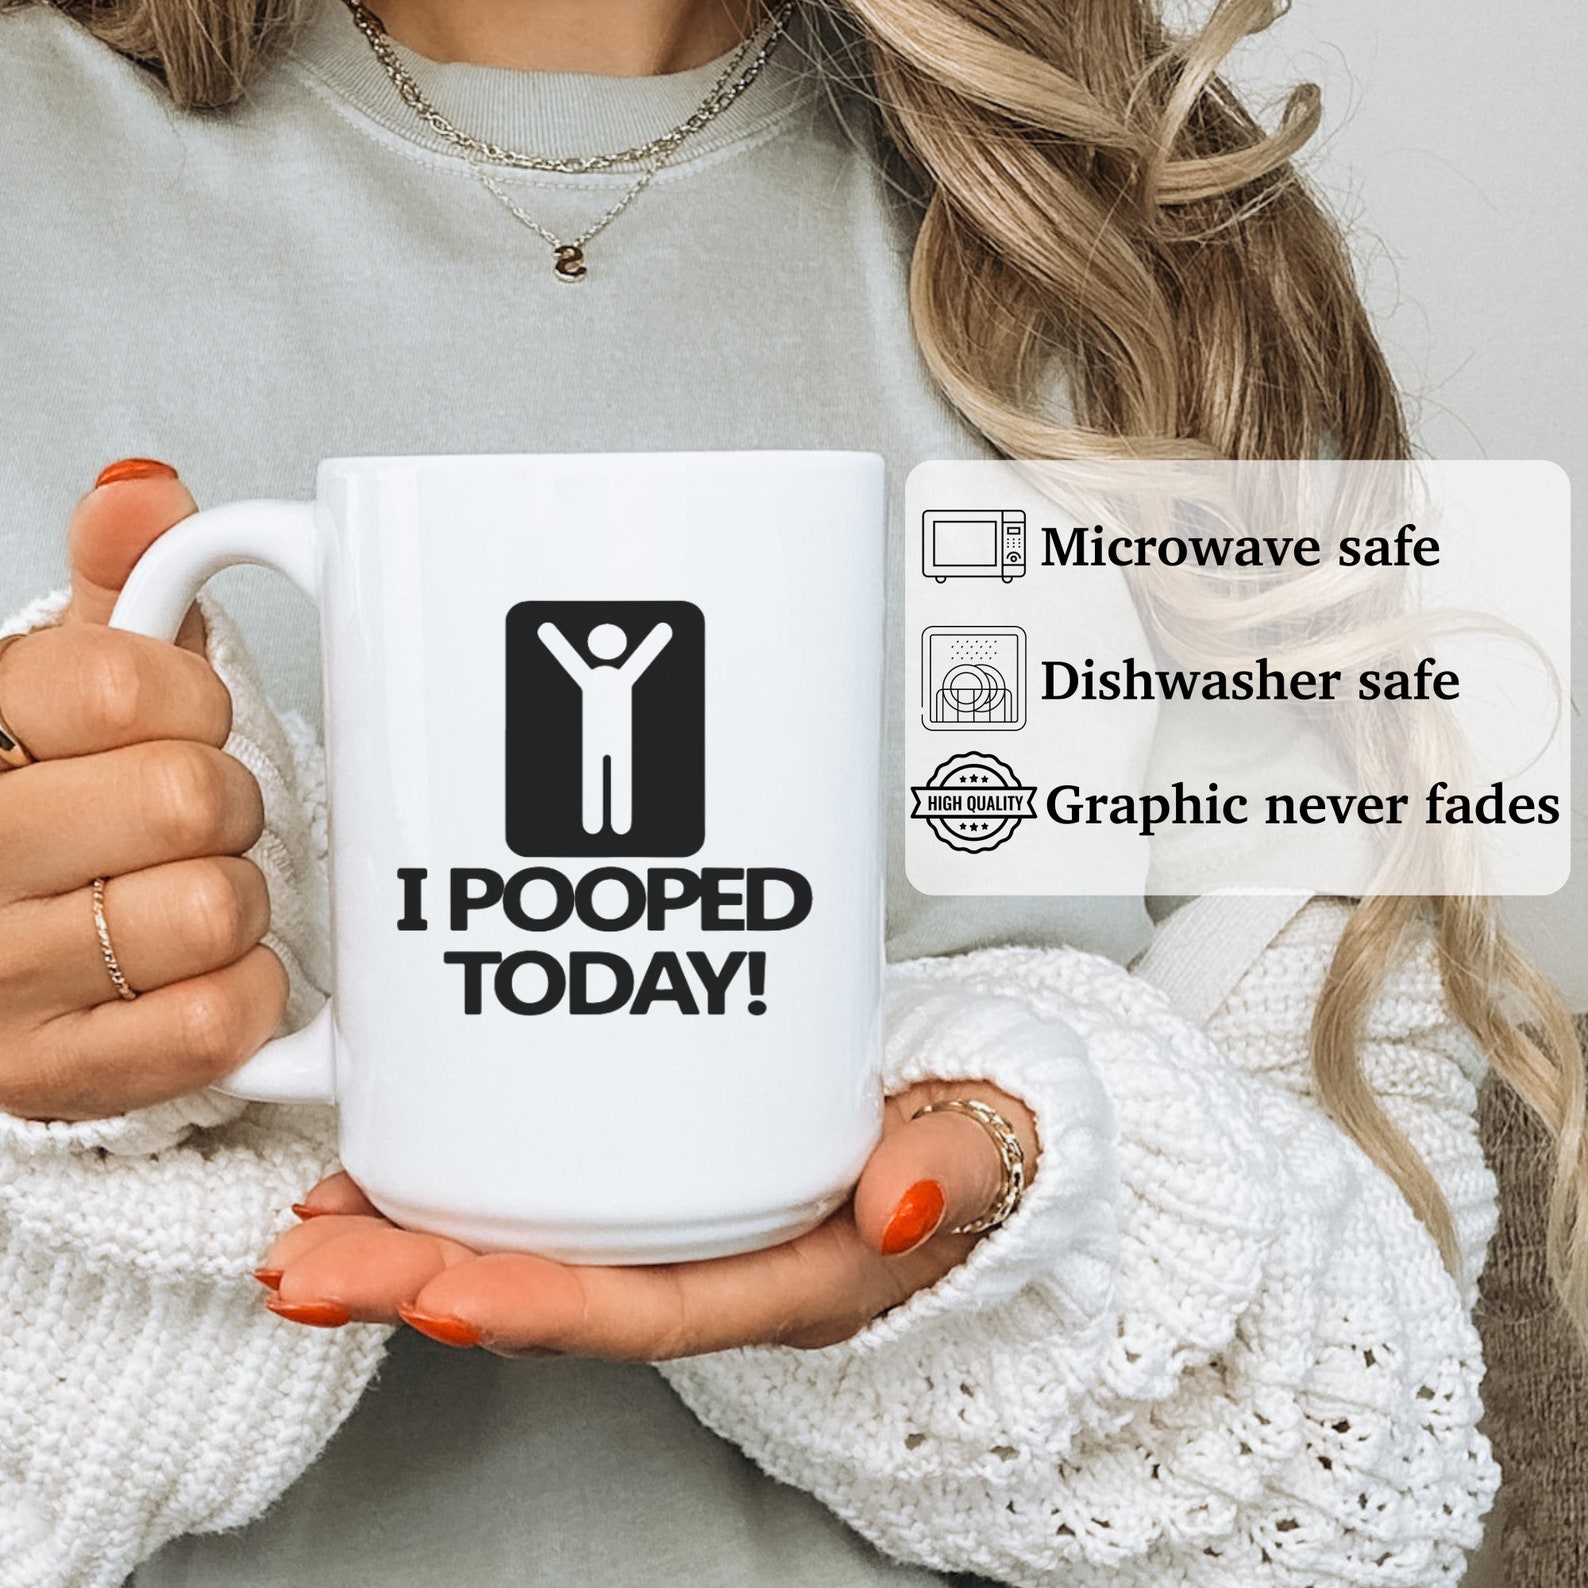 S
I POOPED
TODAY!
Microwave safe
Dishwasher safe
HIGH QUALITY
Graphic never fades